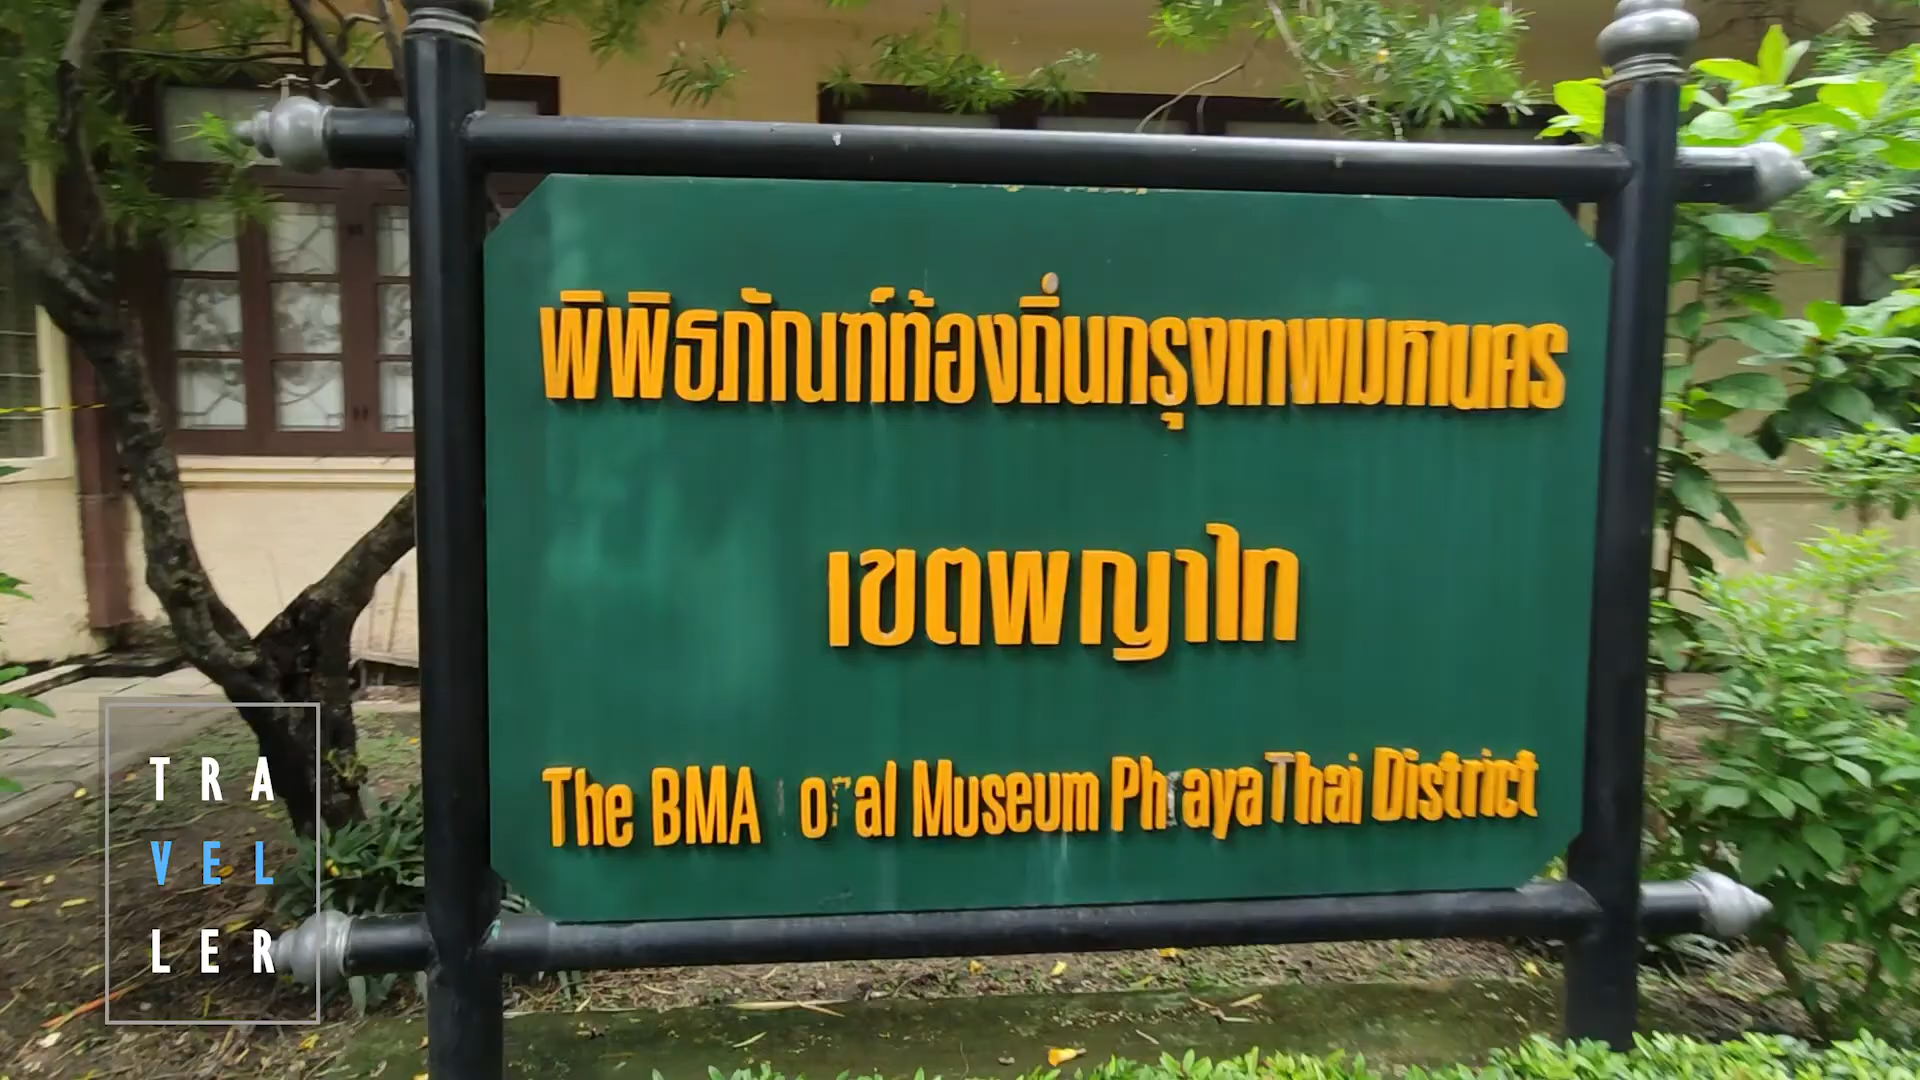 พิพิธภัณฑ์ท้องถิ่นกรุงเทพมหานคร
เขตพญาไท
The BMA Museum Phaya Thai District
TRA
VEL
LER